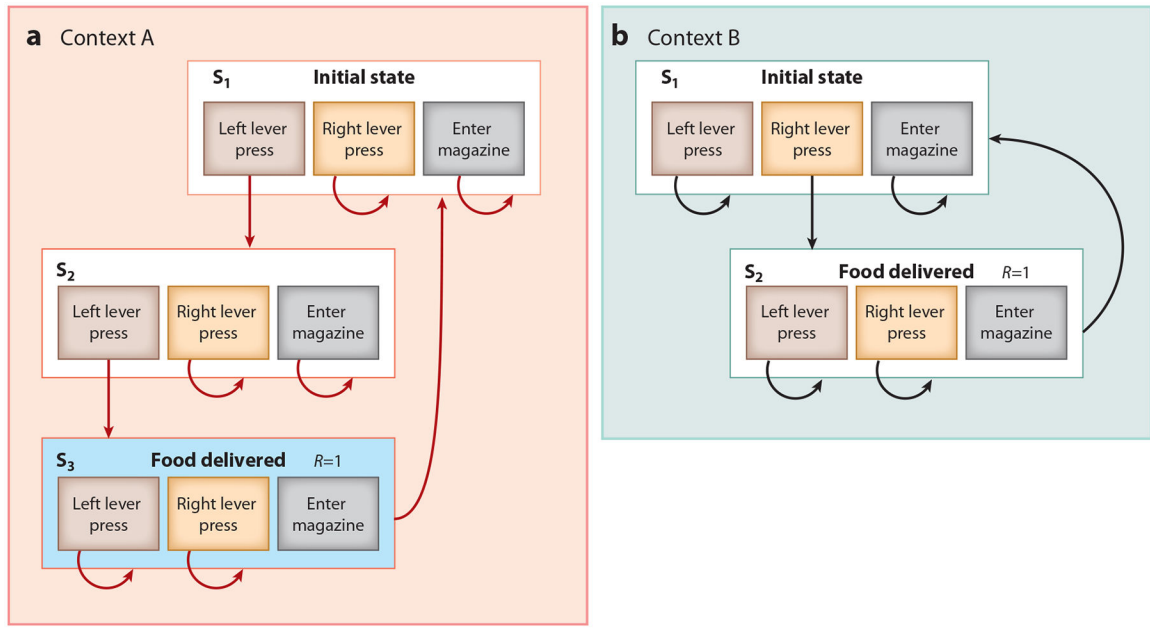 a Context A
S1 Initial state
Left lever press
Right lever press
Enter magazine
S2
Left lever press
Right lever press
Enter magazine
S3 Food delivered R=1
Left lever press
Right lever press
Enter magazine
b Context B
S1 Initial state
Left lever press
Right lever press
Enter magazine
S2 Food delivered R=1
Left lever press
Right lever press
Enter magazine